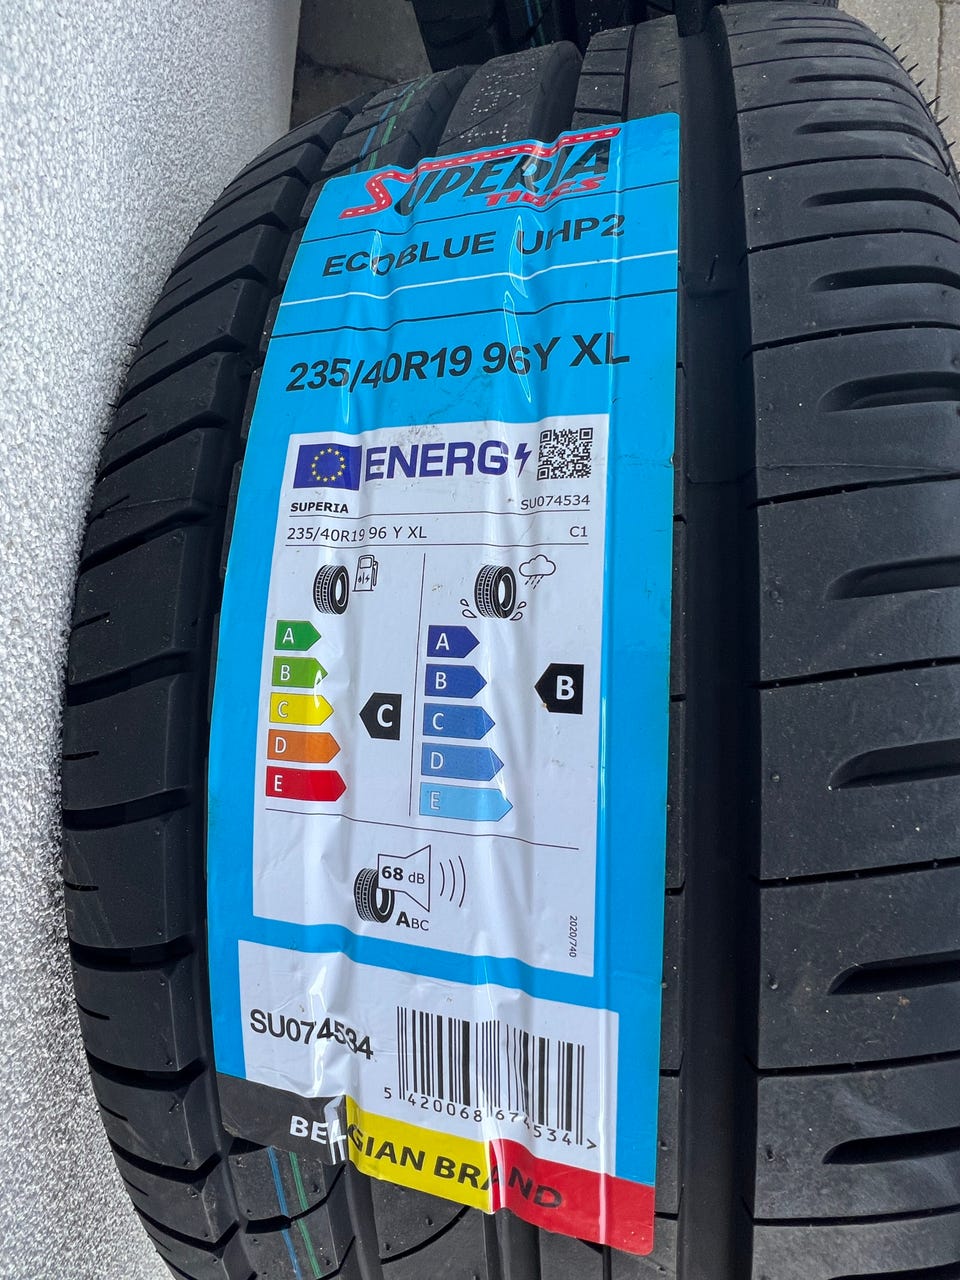 SUPERIA
TIRES
ECOBLUE UHP2
235/40R19 96Y XL
ENERG
SUPERIA
SU074534
235/40R19 96 Y XL
C1
A
B
C
D
E
C
A
B
C
D
E
B
68 dB
ABC
2020/740
SU074534
5 420068 674534 >
BELGIAN BRAND